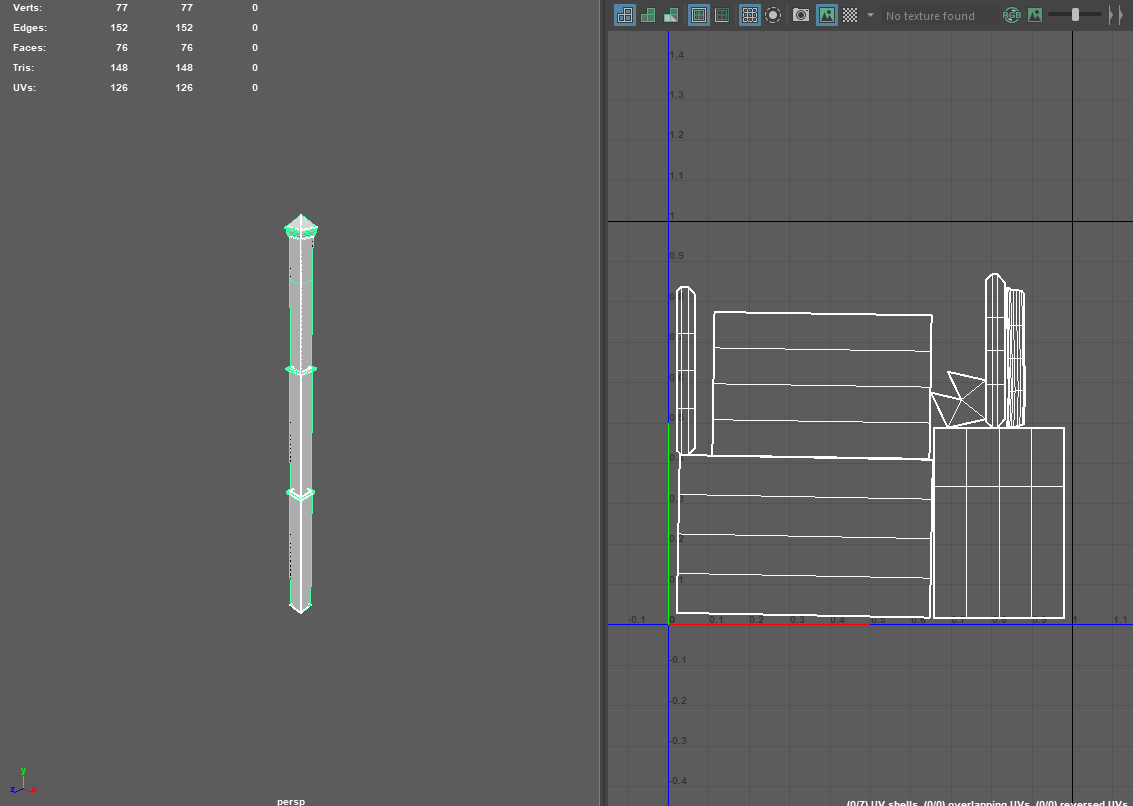 Verts: 77 77 0
Edges: 152 152 0
Faces: 76 76 0
Tris: 148 148 0
UVs: 126 126 0
No texture found
RGB
1.4
1.3
1.2
1.1
1
0.9
-0.1 0 0.1 0.2 0.3 0.4 0.5 0.6 0.7 0.8 0.9 1 1.1
-0.1
-0.2
-0.3
-0.4
y
z x
persp
(0/7) UV shells, (0/0) overlapping UVs, (0/0) reversed UVs